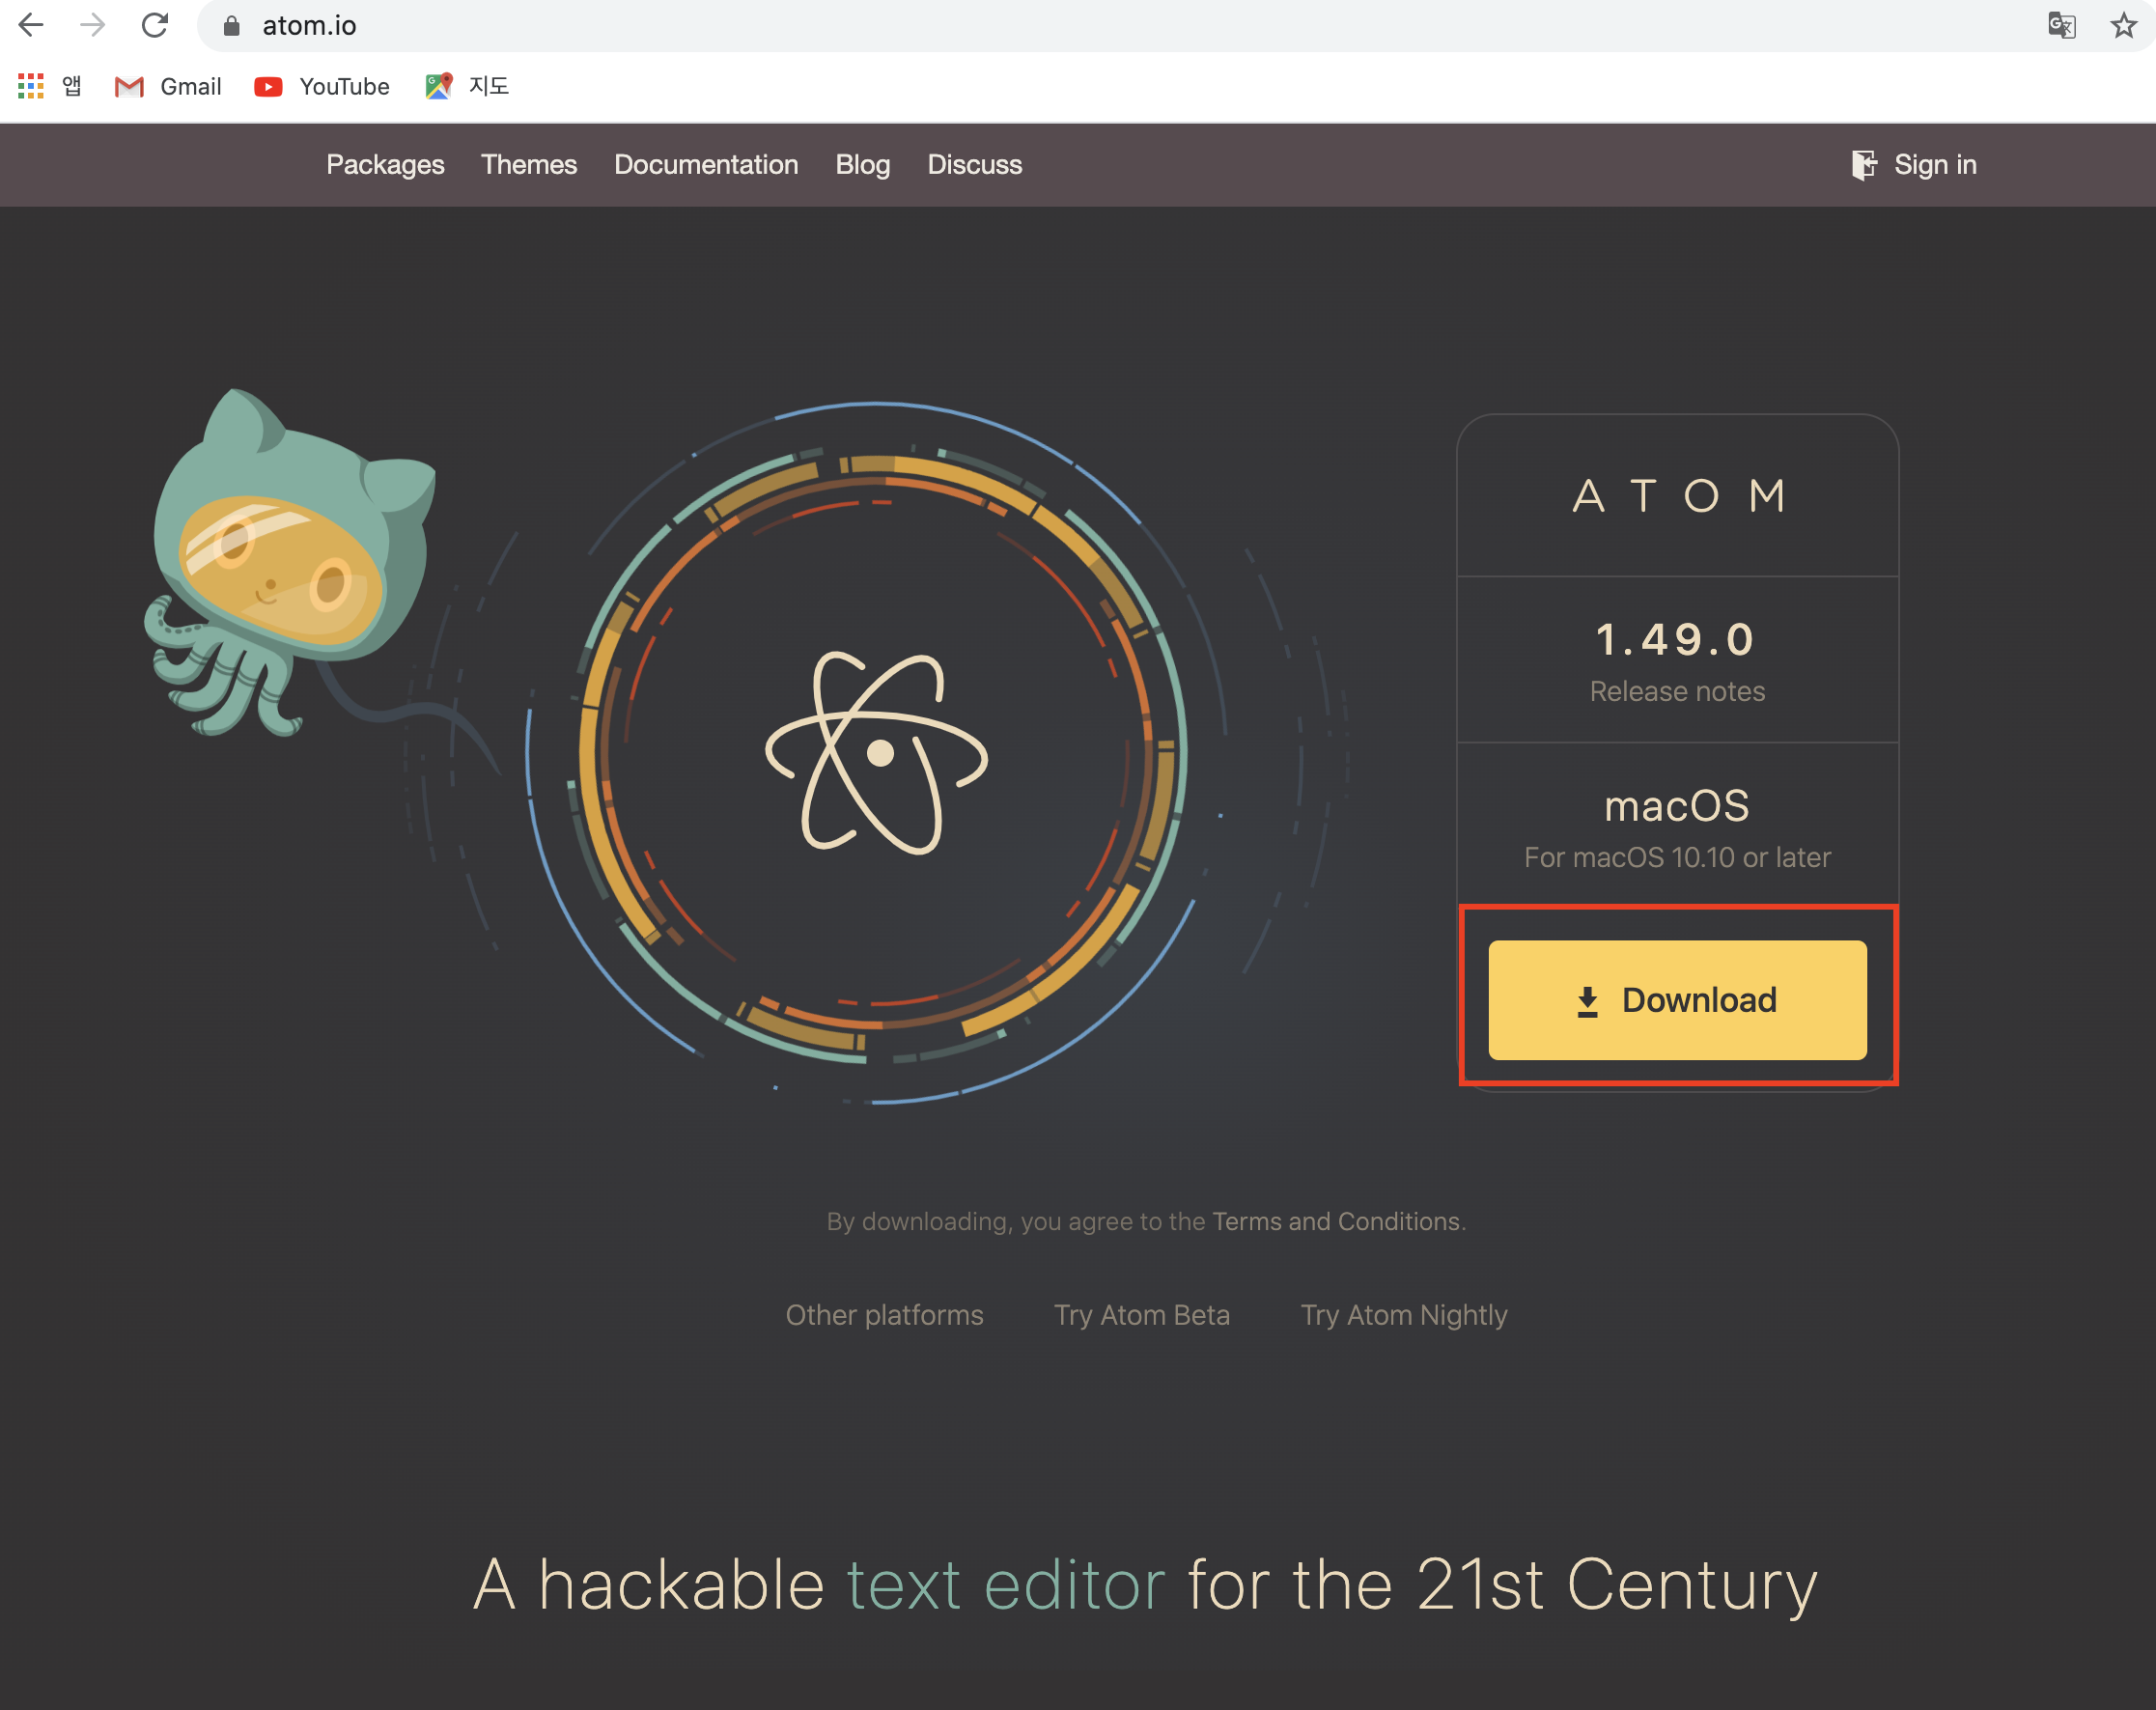 atom.io
앱 Gmail YouTube 지도
Packages Themes Documentation Blog Discuss Sign in
ATOM
1.49.0
Release notes
macOS
For macOS 10.10 or later
Download
By downloading, you agree to the Terms and Conditions.
Other platforms Try Atom Beta Try Atom Nightly
A hackable text editor for the 21st Century